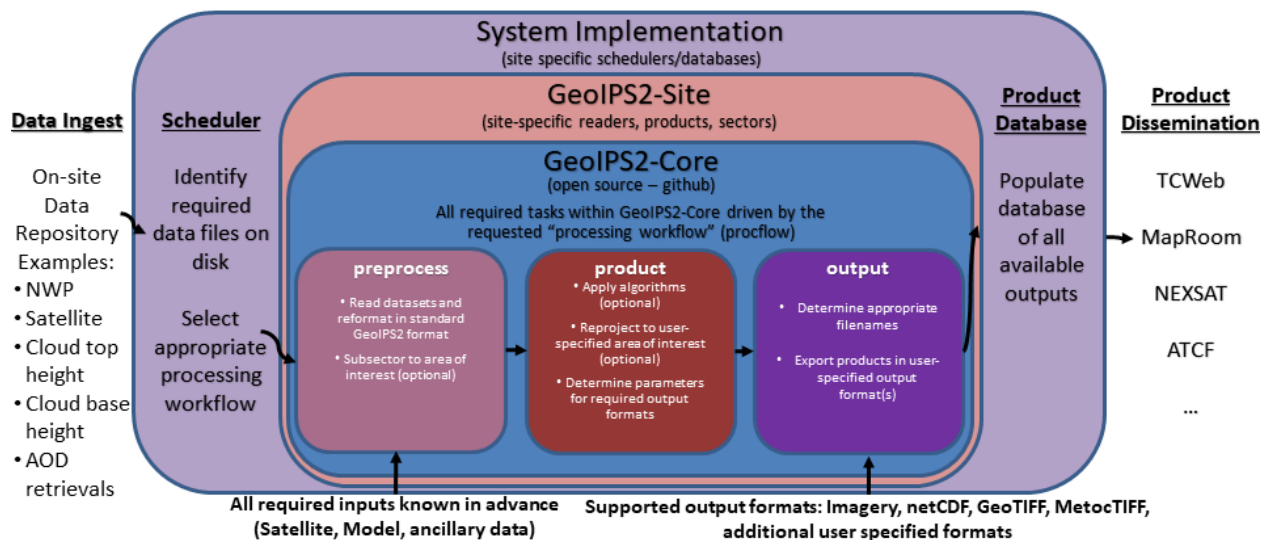 System Implementation
(site specific schedulers/databases)
GeoIPS2-Site
(site-specific readers, products, sectors)
GeoIPS2-Core
(open source – github)
All required tasks within GeoIPS2-Core driven by the
requested “processing workflow” (procflow)
Data Ingest
On-site
Data
Repository
Examples:
• NWP
• Satellite
• Cloud top
height
• Cloud base
height
• AOD
retrievals
Scheduler
Identify
required
data files on
disk
Select
appropriate
processing
workflow
preprocess
• Read datasets and
reformat in standard
GeoIPS2 format
• Subsector to area of
interest (optional)
product
• Apply algorithms
(optional)
• Reproject to user-
specified area of interest
(optional)
• Determine parameters
for required output
formats
output
• Determine appropriate
filenames
• Export products in user-
specified output
format(s)
Product
Database
Populate
database
of all
available
outputs
Product
Dissemination
TCWeb
MapRoom
NEXSAT
ATCF
...
All required inputs known in advance
(Satellite, Model, ancillary data)
Supported output formats: Imagery, netCDF, GeoTIFF, MetocTIFF,
additional user specified formats